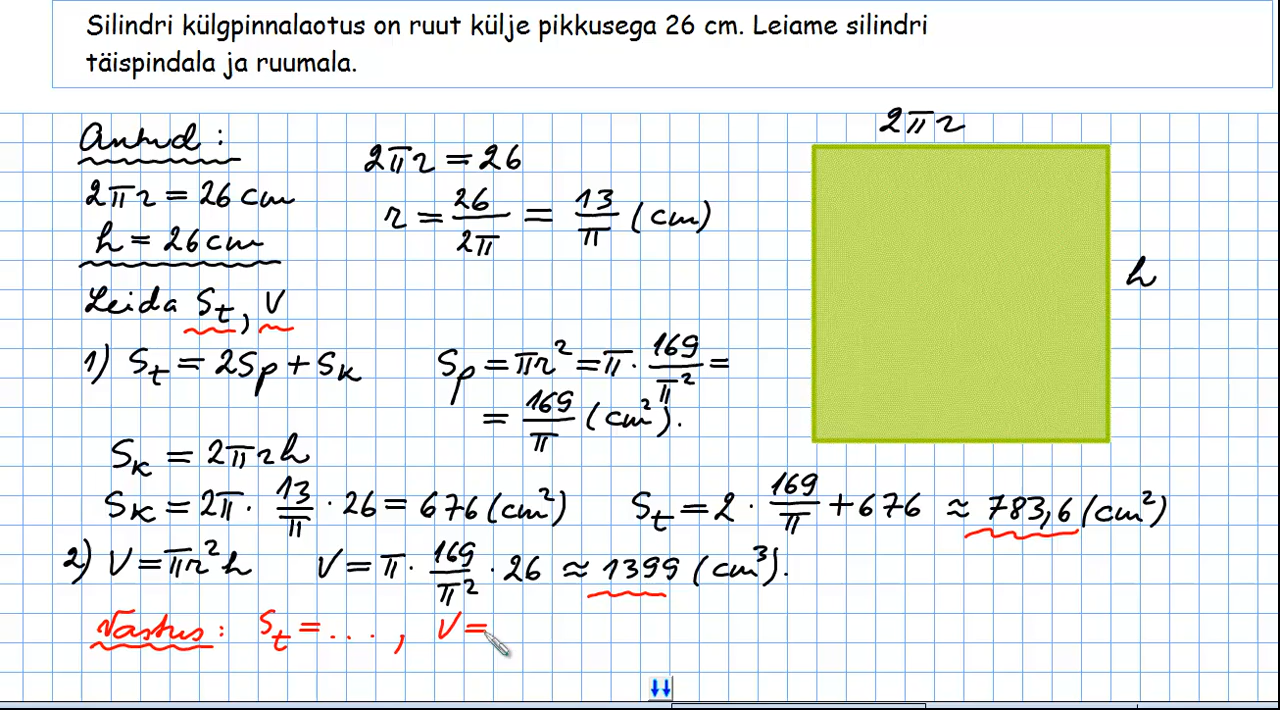 Silindri külgpinnalaotus on ruut külje pikkusega 26 cm. Leiame silindri
täispindala ja ruumala.
Antud:
2πr = 26 cm
h = 26 cm
2πr = 26
r = 26/2π = 13/π (cm)
2πr
h
Leida St, V
1) St = 2Sp + Sk
Sp = πr² = π · 169/π² =
= 169/π (cm²).
Sk = 2πrh
Sk = 2π · 13/π · 26 = 676 (cm²)
St = 2 · 169/π + 676 ≈ 783,6 (cm²)
2) V = πr²h
V = π · 169/π² · 26 ≈ 1399 (cm³).
Vastus: St = ..., V =